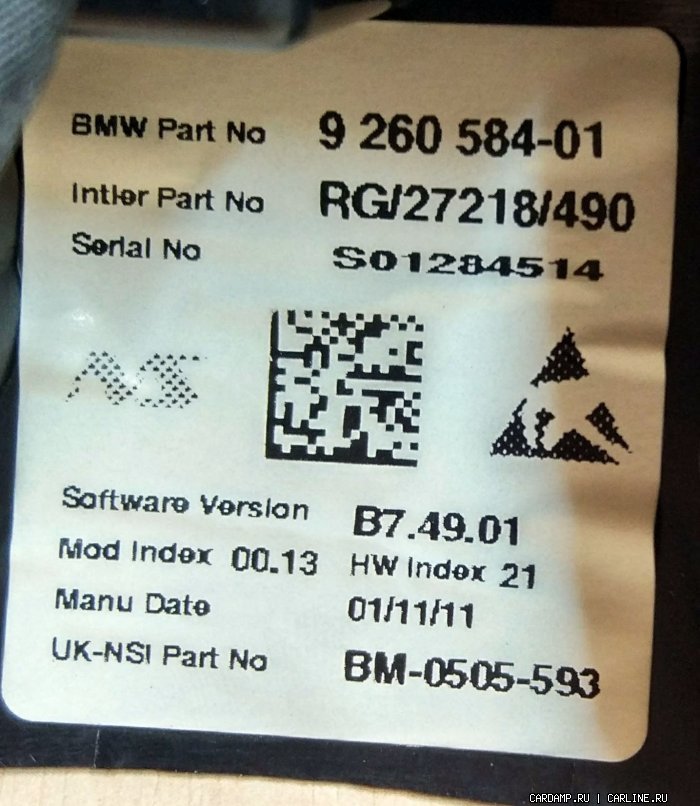 BMW Part No 9 260 584-01
Intier Part No RG/27218/490
Serial No S01284514
NS
Software Version B7.49.01
Mod Index 00.13 HW Index 21
Manu Date 01/11/11
UK-NSI Part No BM-0505-593
CARDAMP.RU | CARLINE.RU